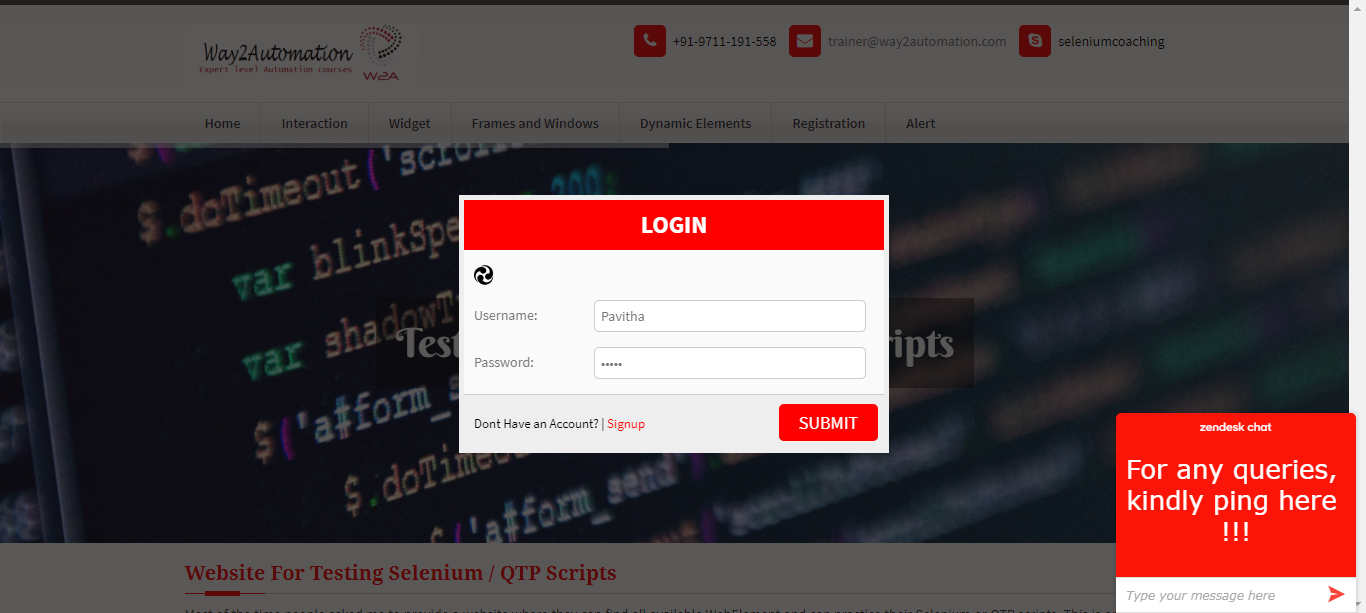 Way2Automation
Expert level Automation courses
W2A
+91-9711-191-558
trainer@way2automation.com
seleniumcoaching
Home
Interaction
Widget
Frames and Windows
Dynamic Elements
Registration
Alert
('scroll
$.doTimeout
200;
var blinkSpe
var shadowT
var
('a#form_s
$.doTimeo
$('a#form_send
Test
ripts
LOGIN
Username:
Pavitha
Password:
•••••
Dont Have an Account? | Signup
SUBMIT
zendesk chat
For any queries,
kindly ping here
!!!
Type your message here
Website For Testing Selenium / QTP Scripts